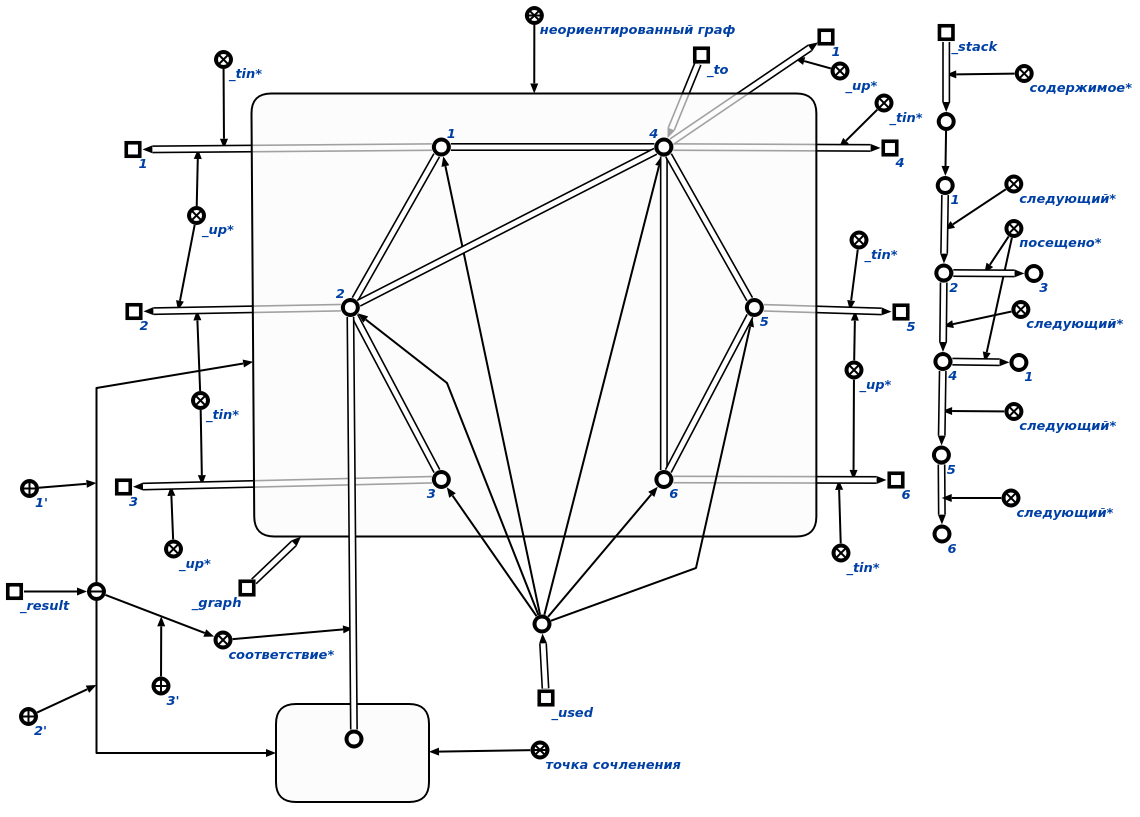 неориентированный граф
1
_stack
_tin*
_to
_up*
содержимое*
_tin*
1
4
1
4
_up*
следующий*
1
посещено*
_tin*
2
2
3
2
5
5
следующий*
4
1
_up*
_tin*
следующий*
3
3
6
6
5
1'
_up*
_tin*
следующий*
6
_result
_graph
соответствие*
3'
_used
2'
точка сочленения